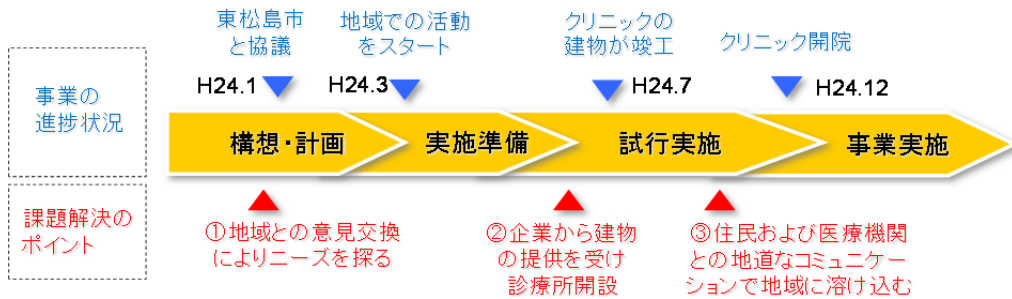 東松島市
と協議
地域での活動
をスタート
クリニックの
建物が竣工
クリニック開院
事業の
進捗状況
H24.1
H24.3
H24.7
H24.12
構想・計画
実施準備
試行実施
事業実施
課題解決の
ポイント
①地域との意見交換
によりニーズを探る
②企業から建物
の提供を受け
診療所開設
③住民および医療機関
との地道なコミュニケー
ションで地域に溶け込む